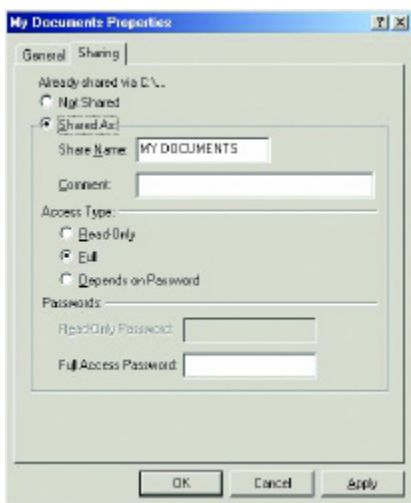 My Documents Properties
General Sharing
Already shared via C:\...
Not Shared
Shared As:
Share Name: MY DOCUMENTS
Comment:
Access Type:
Read-Only
Full
Depends on Password
Passwords:
Read-Only Password:
Full Access Password:
OK Cancel Apply